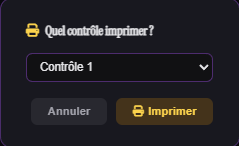 Quel contrôle imprimer ?
Contrôle 1
Annuler
Imprimer